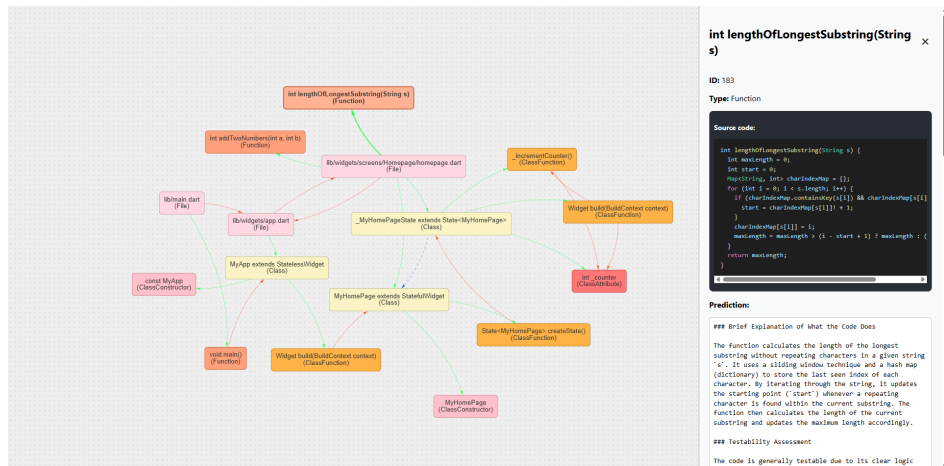 int lengthOfLongestSubstring(String s)
(Function)
int addTwoNumbers(int a, int b)
(Function)
lib/widgets/screens/Homepage/homepage.dart
(File)
_incrementCounter()
(ClassFunction)
lib/main.dart
(File)
lib/widgets/app.dart
(File)
_MyHomePageState extends State<MyHomePage>
(Class)
Widget build(BuildContext context)
(ClassFunction)
MyApp extends StatelessWidget
(Class)
const MyApp
(ClassConstructor)
int _counter
(ClassAttribute)
MyHomePage extends StatefulWidget
(Class)
State<MyHomePage> createState()
(ClassFunction)
void main()
(Function)
Widget build(BuildContext context)
(ClassFunction)
MyHomePage
(ClassConstructor)
int lengthOfLongestSubstring(String
s)
×
ID: 183
Type: Function
Source code:
int lengthOfLongestSubstring(String s) {
int maxLength = 0;
int start = 0;
Map<String, int> charIndexMap = {};
for (int i = 0; i < s.length; i++) {
if (charIndexMap.containsKey(s[i]) && charIndexMap[s[i]
start = charIndexMap[s[i]]! + 1;
}
charIndexMap[s[i]] = i;
maxLength = maxLength > (i - start + 1) ? maxLength : (
}
return maxLength;
}
Prediction:
### Brief Explanation of What the Code Does
The function calculates the length of the longest
substring without repeating characters in a given string
`s`. It uses a sliding window technique and a hash map
(dictionary) to store the last seen index of each
character. By iterating through the string, it updates
the starting point (`start`) whenever a repeating
character is found within the current substring. The
function then calculates the length of the current
substring and updates the maximum length accordingly.
### Testability Assessment
The code is generally testable due to its clear logic